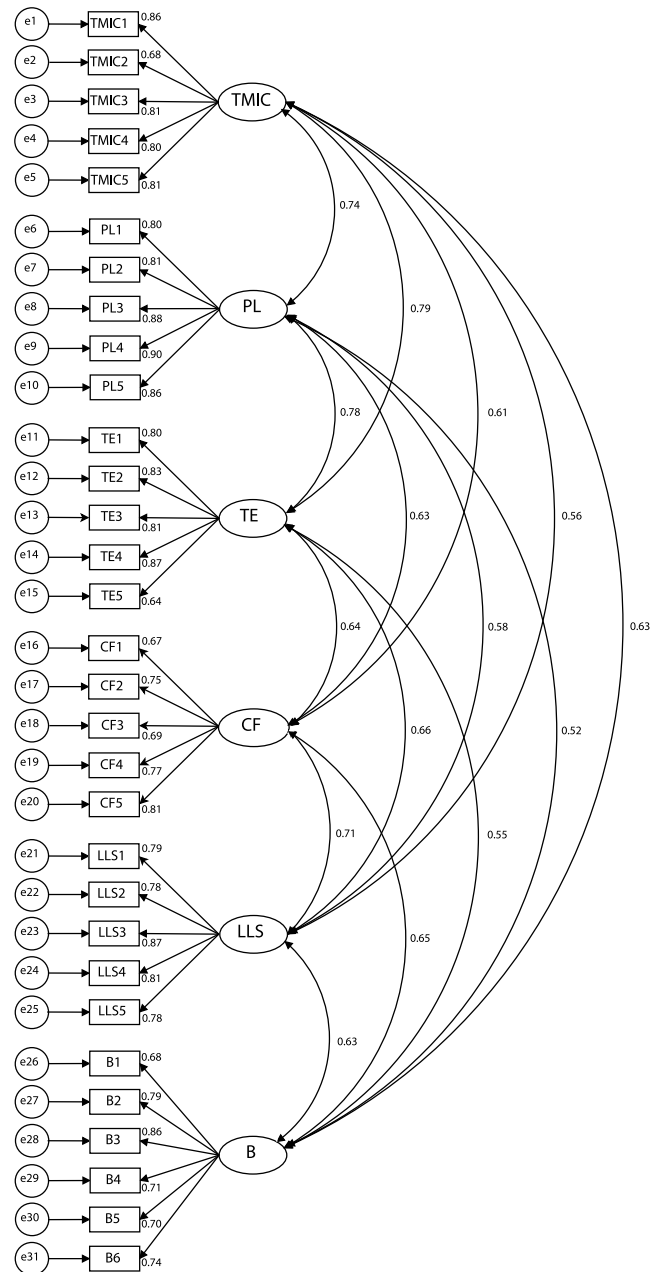 e1 TMIC1 0.86
e2 TMIC2 0.68
e3 TMIC3 0.81
TMIC
e4 TMIC4 0.80
e5 TMIC5 0.81
0.74
e6 PL1 0.80
e7 PL2 0.81
e8 PL3 0.88
PL
0.79
e9 PL4 0.90
e10 PL5 0.86
0.78
0.61
e11 TE1 0.80
e12 TE2 0.83
e13 TE3 0.81
TE
0.63
0.56
e14 TE4 0.87
e15 TE5 0.64
0.64
0.58
0.63
e16 CF1 0.67
e17 CF2 0.75
e18 CF3 0.69
CF
0.66
0.52
e19 CF4 0.77
e20 CF5 0.81
0.71
0.55
e21 LLS1 0.79
e22 LLS2 0.78
e23 LLS3 0.87
LLS
0.65
e24 LLS4 0.81
e25 LLS5 0.78
0.63
e26 B1 0.68
e27 B2 0.79
e28 B3 0.86
B
e29 B4 0.71
e30 B5 0.70
e31 B6 0.74